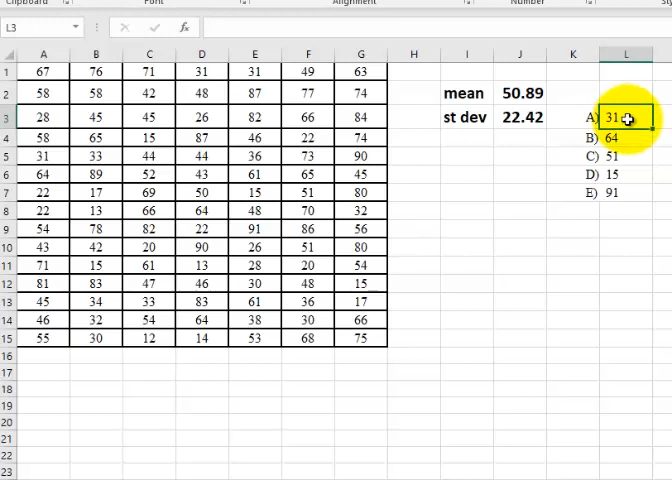 Clipboard Font Alignment Number
L3 fx
A B C D E F G H I J K L
1 67 76 71 31 31 49 63
2 58 58 42 48 87 77 74 mean 50.89
3 28 45 45 26 82 66 84 st dev 22.42 A) 31
4 58 65 15 87 46 22 74 B) 64
5 31 33 44 44 36 73 90 C) 51
6 64 89 52 43 61 65 45 D) 15
7 22 17 69 50 15 51 80 E) 91
8 22 13 66 64 48 70 32
9 54 78 82 22 91 86 56
10 43 42 20 90 26 51 80
11 71 15 61 13 28 20 54
12 81 83 47 46 30 48 15
13 45 34 33 83 61 36 17
14 46 32 54 64 38 30 66
15 55 30 12 14 53 68 75
16
17
18
19
20
21
22
23